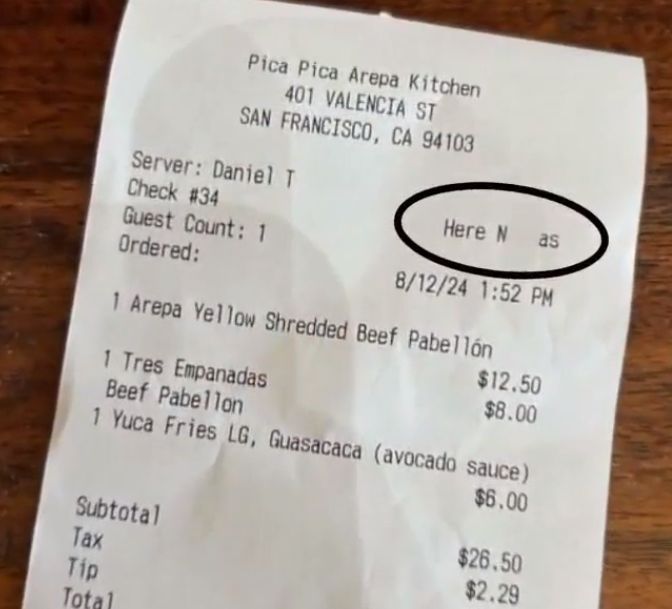 Pica Pica Arepa Kitchen
401 VALENCIA ST
SAN FRANCISCO, CA 94103
Server: Daniel T
Check #34
Guest Count: 1
Here N as
Ordered:
8/12/24 1:52 PM
1 Arepa Yellow Shredded Beef Pabellón
$12.50
1 Tres Empanadas
$8.00
Beef Pabellon
1 Yuca Fries LG, Guasacaca (avocado sauce)
$6.00
Subtotal
$26.50
Tax
$2.29
Tip
Total